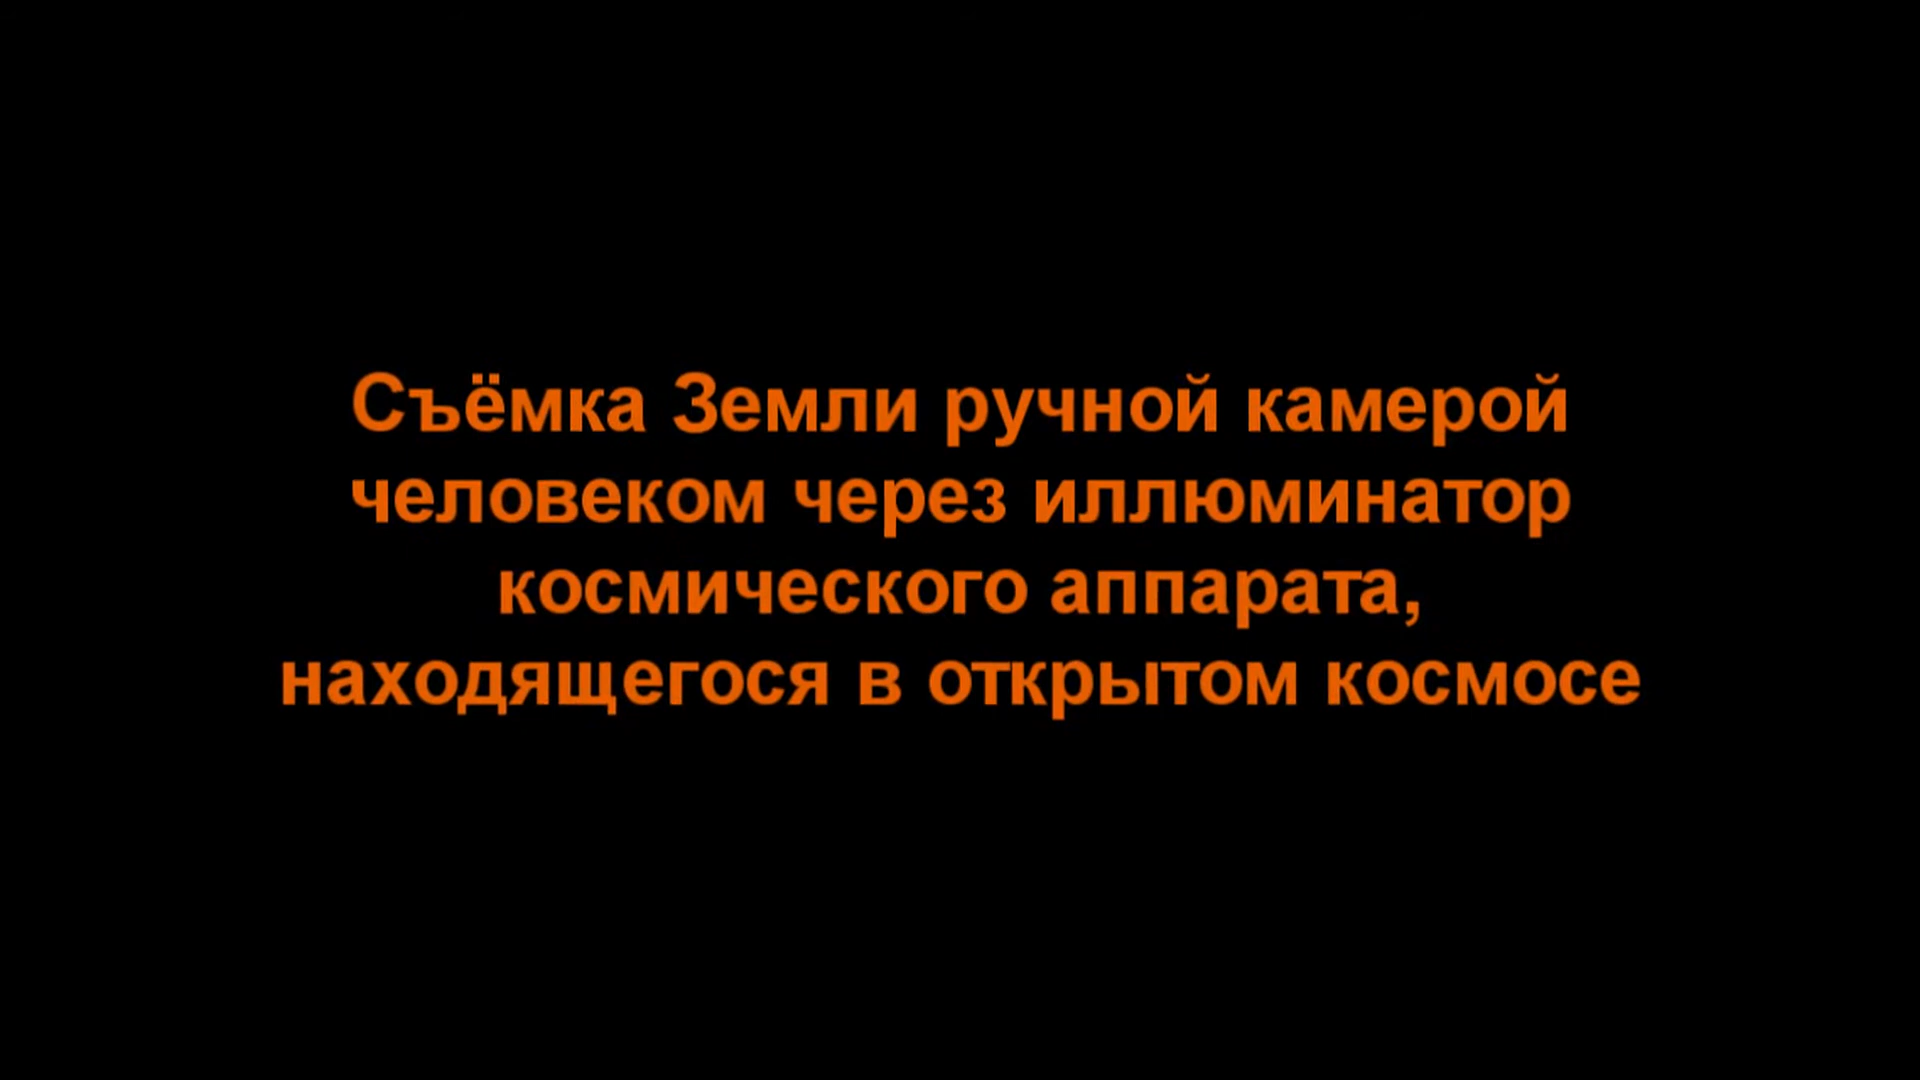 Съёмка Земли ручной камерой
человеком через иллюминатор
космического аппарата,
находящегося в открытом космосе